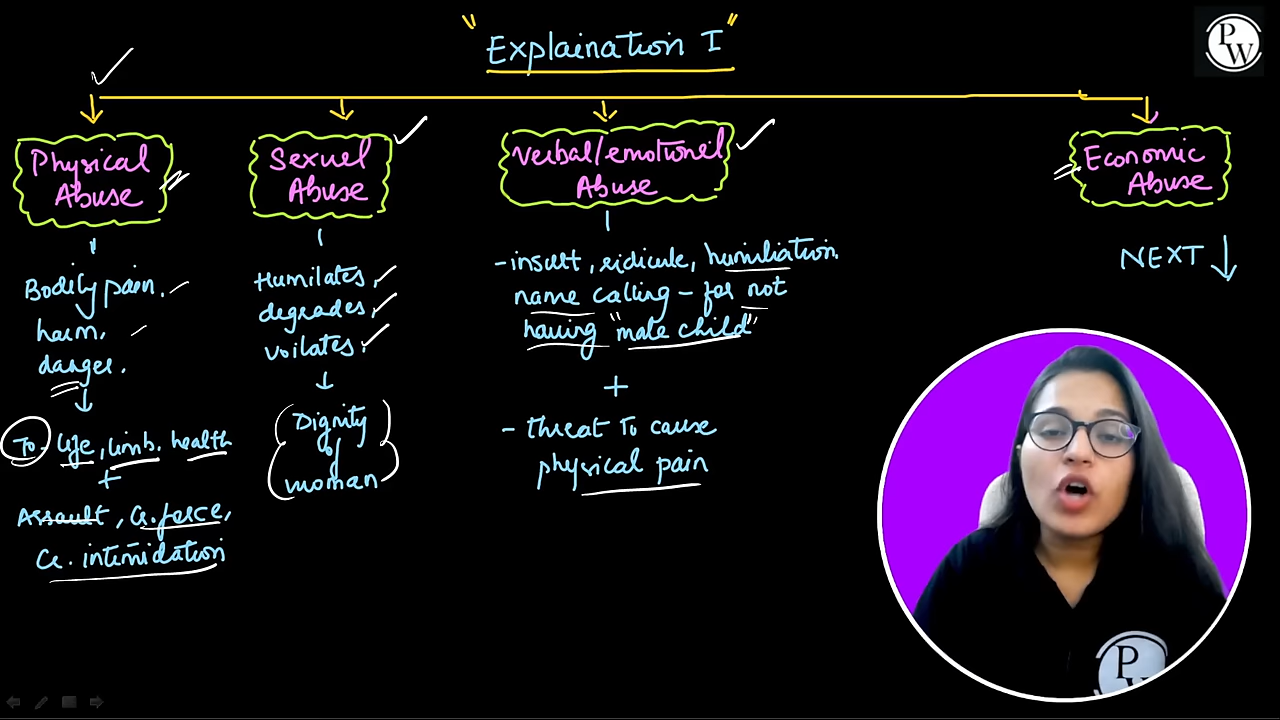 "Explaination I"
PW
Physical
Abuse
Bodily pain.
harm.
danger.
To - life, limb. health
+
Assault, Cr. force,
Cr. intimidation
Sexual
Abuse
Humilates,
degrades,
voilates.
Dignity
of
woman
Verbal/emotional
Abuse
- insult, ridicule, humiliation.
name calling - for not
having "male child"
+
- threat to cause
physical pain
Economic
Abuse
NEXT
PW